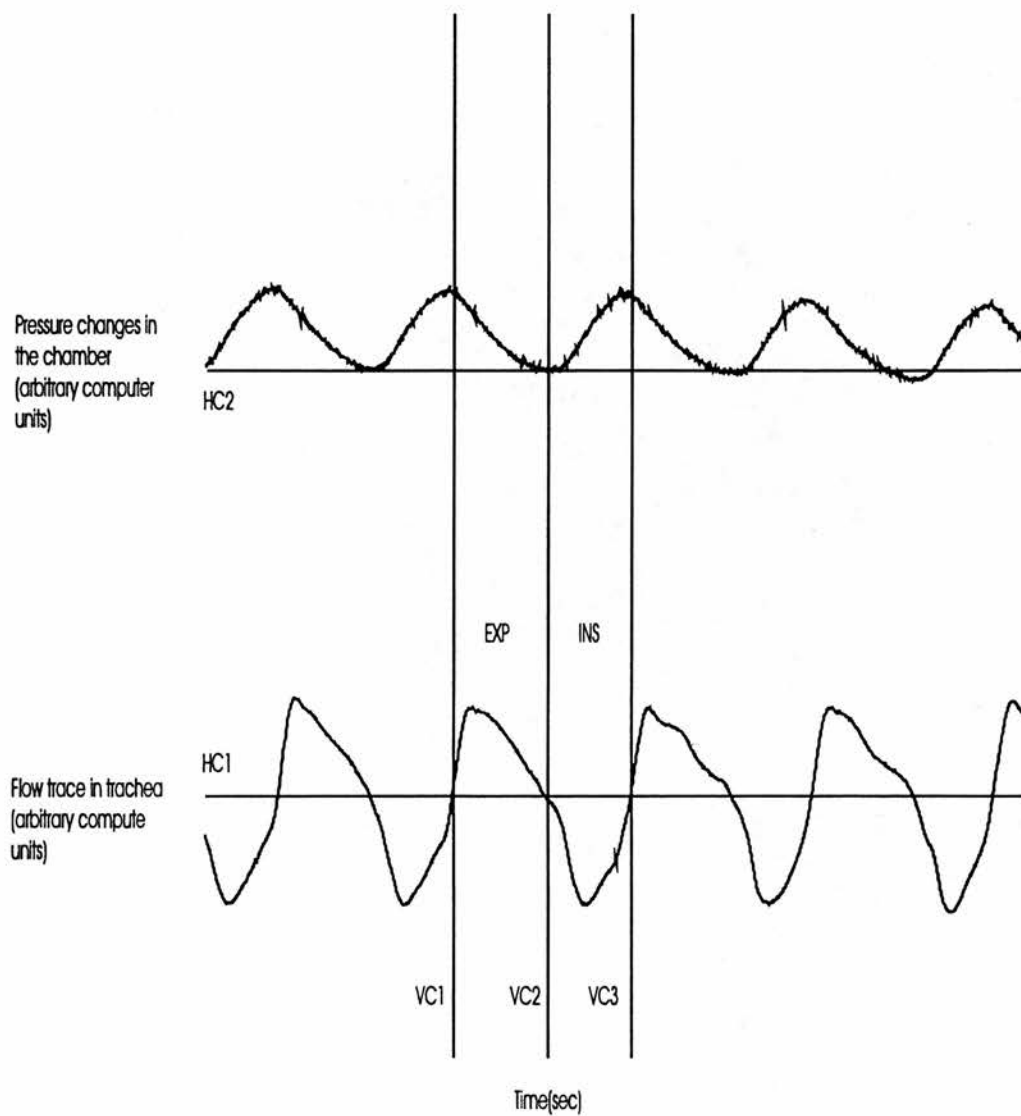 Pressure changes in
the chamber
(arbitrary computer
units)
HC2
EXP
INS
HC1
Flow trace in trachea
(arbitrary compute
units)
VC1
VC2
VC3
Time(sec)